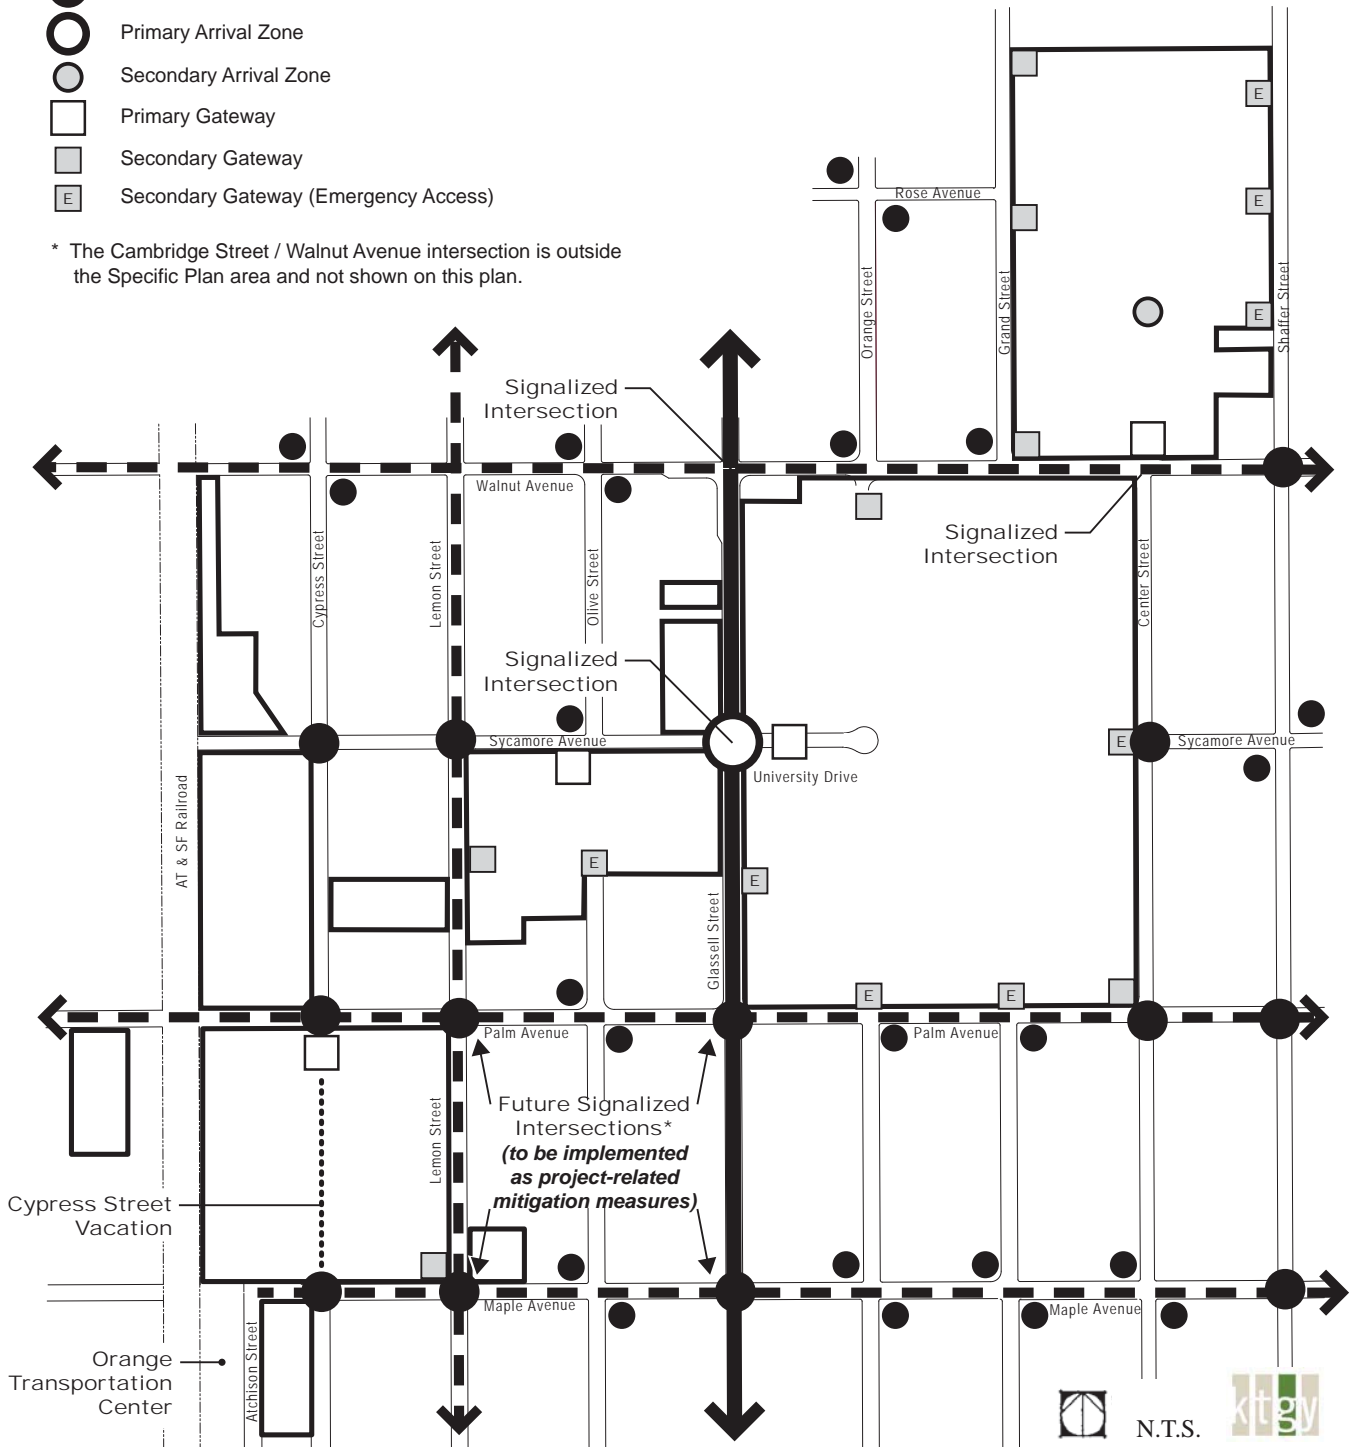 Primary Arrival Zone
Secondary Arrival Zone
Primary Gateway
Secondary Gateway
E Secondary Gateway (Emergency Access)
* The Cambridge Street / Walnut Avenue intersection is outside
the Specific Plan area and not shown on this plan.
E
E
E
Rose Avenue
Orange Street
Grand Street
Shaffer Street
Signalized
Intersection
Walnut Avenue
Signalized
Intersection
Cypress Street
Lemon Street
Olive Street
Center Street
Signalized
Intersection
Sycamore Avenue
E
Sycamore Avenue
University Drive
AT & SF Railroad
E
E
Glassell Street
E
E
Palm Avenue
Palm Avenue
Future Signalized
Intersections*
(to be implemented
as project-related
mitigation measures)
Lemon Street
Cypress Street
Vacation
Maple Avenue
Maple Avenue
Atchison Street
Orange
Transportation
Center
N.T.S.
ktgy